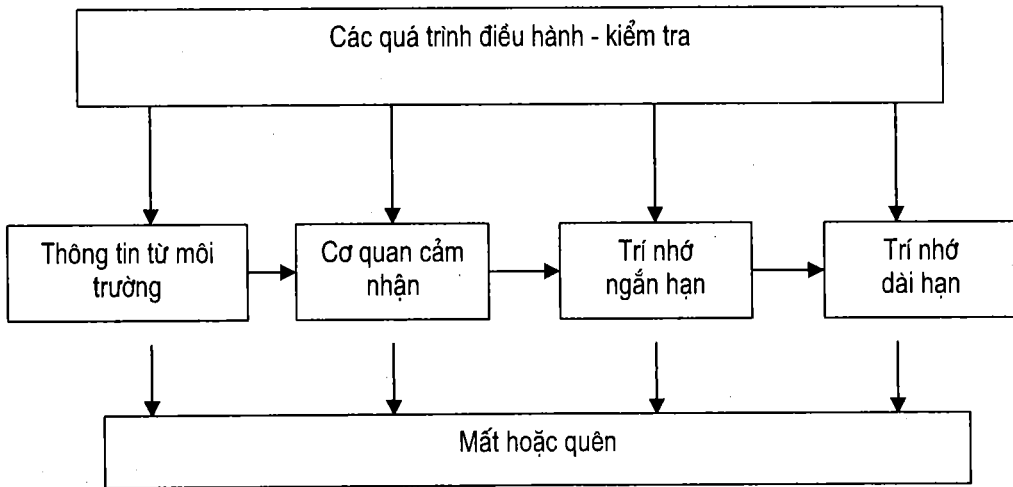 Các quá trình điều hành - kiểm tra
Thông tin từ môi
trường
Cơ quan cảm
nhận
Trí nhớ
ngắn hạn
Trí nhớ
dài hạn
Mất hoặc quên